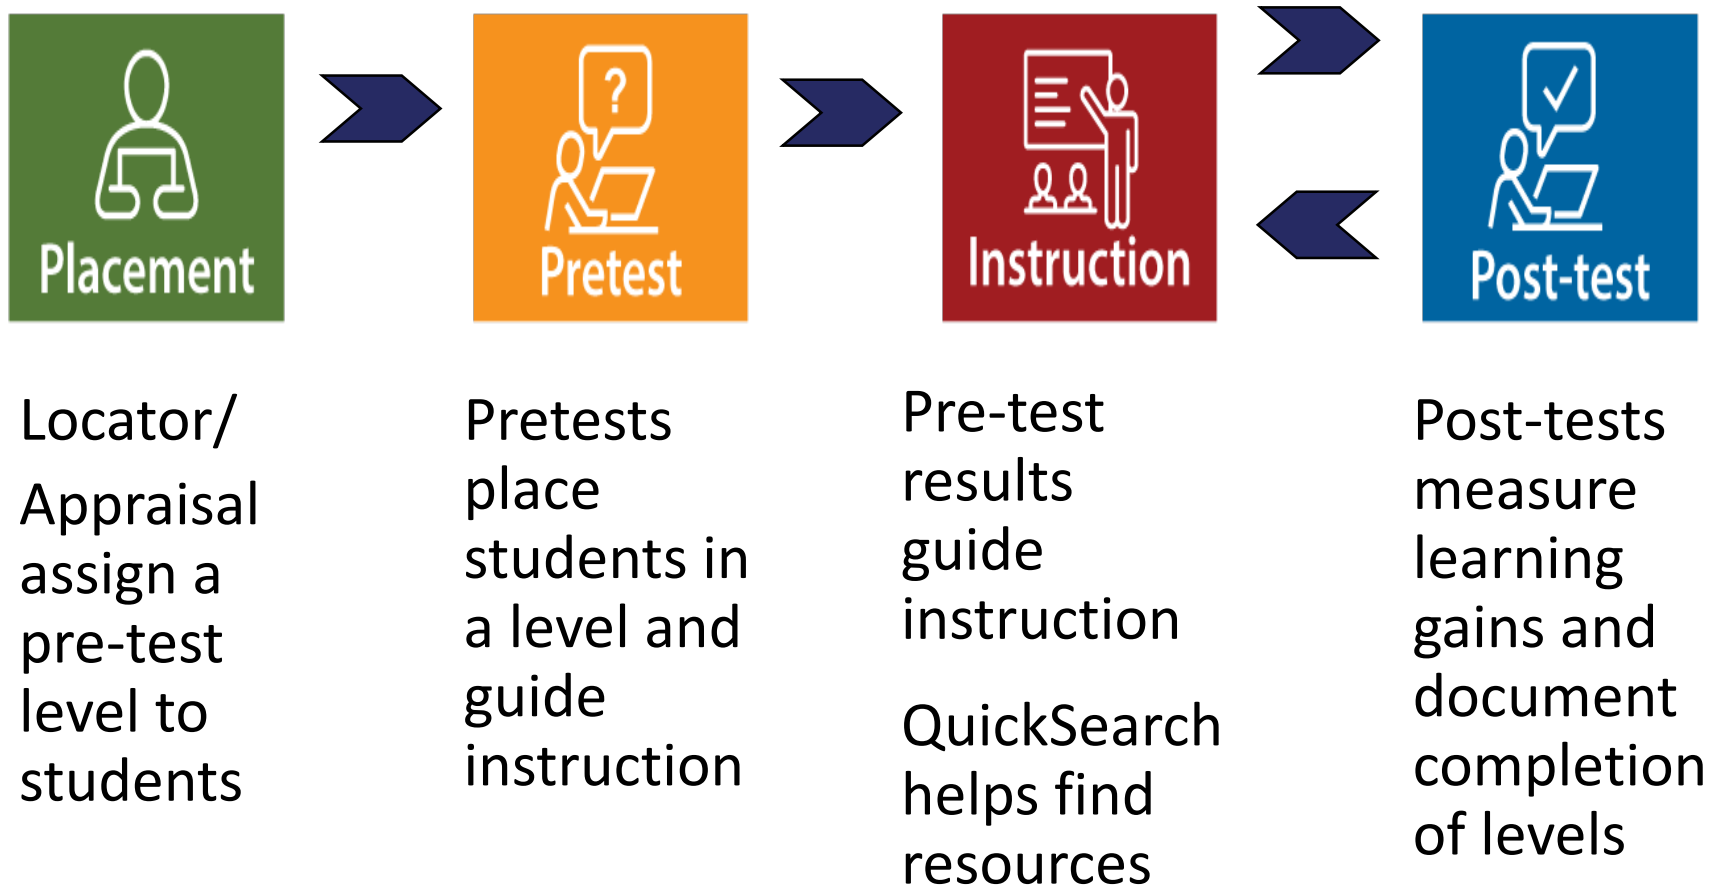 Placement
?
Pretest
Instruction
Post-test
Locator/
Appraisal
assign a
pre-test
level to
students
Pretests
place
students in
a level and
guide
instruction
Pre-test
results
guide
instruction
QuickSearch
helps find
resources
Post-tests
measure
learning
gains and
document
completion
of levels